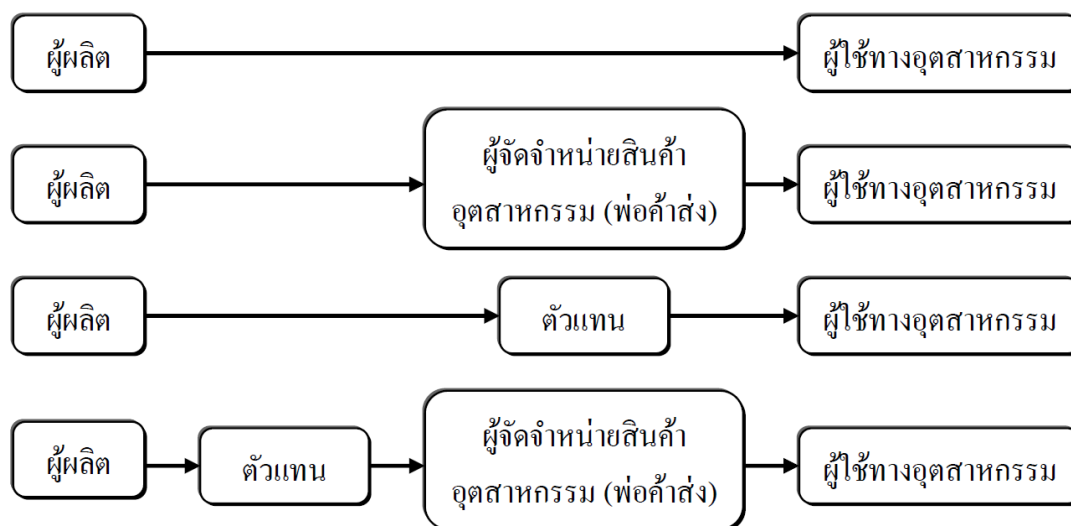 ผู้ผลิต
ผู้ใช้ทางอุตสาหกรรม
ผู้ผลิต
ผู้จัดจำหน่ายสินค้า
อุตสาหกรรม (พ่อค้าส่ง)
ผู้ใช้ทางอุตสาหกรรม
ผู้ผลิต
ตัวแทน
ผู้ใช้ทางอุตสาหกรรม
ผู้ผลิต
ตัวแทน
ผู้จัดจำหน่ายสินค้า
อุตสาหกรรม (พ่อค้าส่ง)
ผู้ใช้ทางอุตสาหกรรม